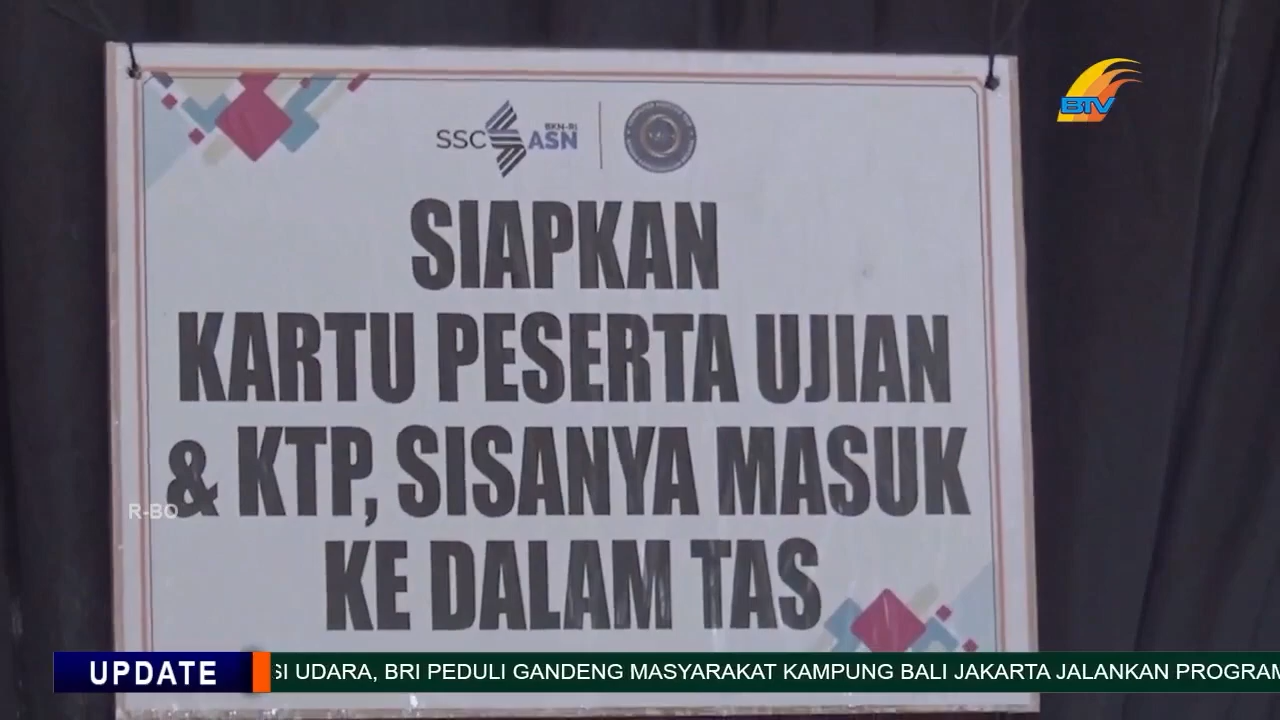 BTV
BKN-RI
SSC ASN
SIAPKAN
KARTU PESERTA UJIAN
& KTP, SISANYA MASUK
KE DALAM TAS
R-BO
UPDATE
SI UDARA, BRI PEDULI GANDENG MASYARAKAT KAMPUNG BALI JAKARTA JALANKAN PROGRAM